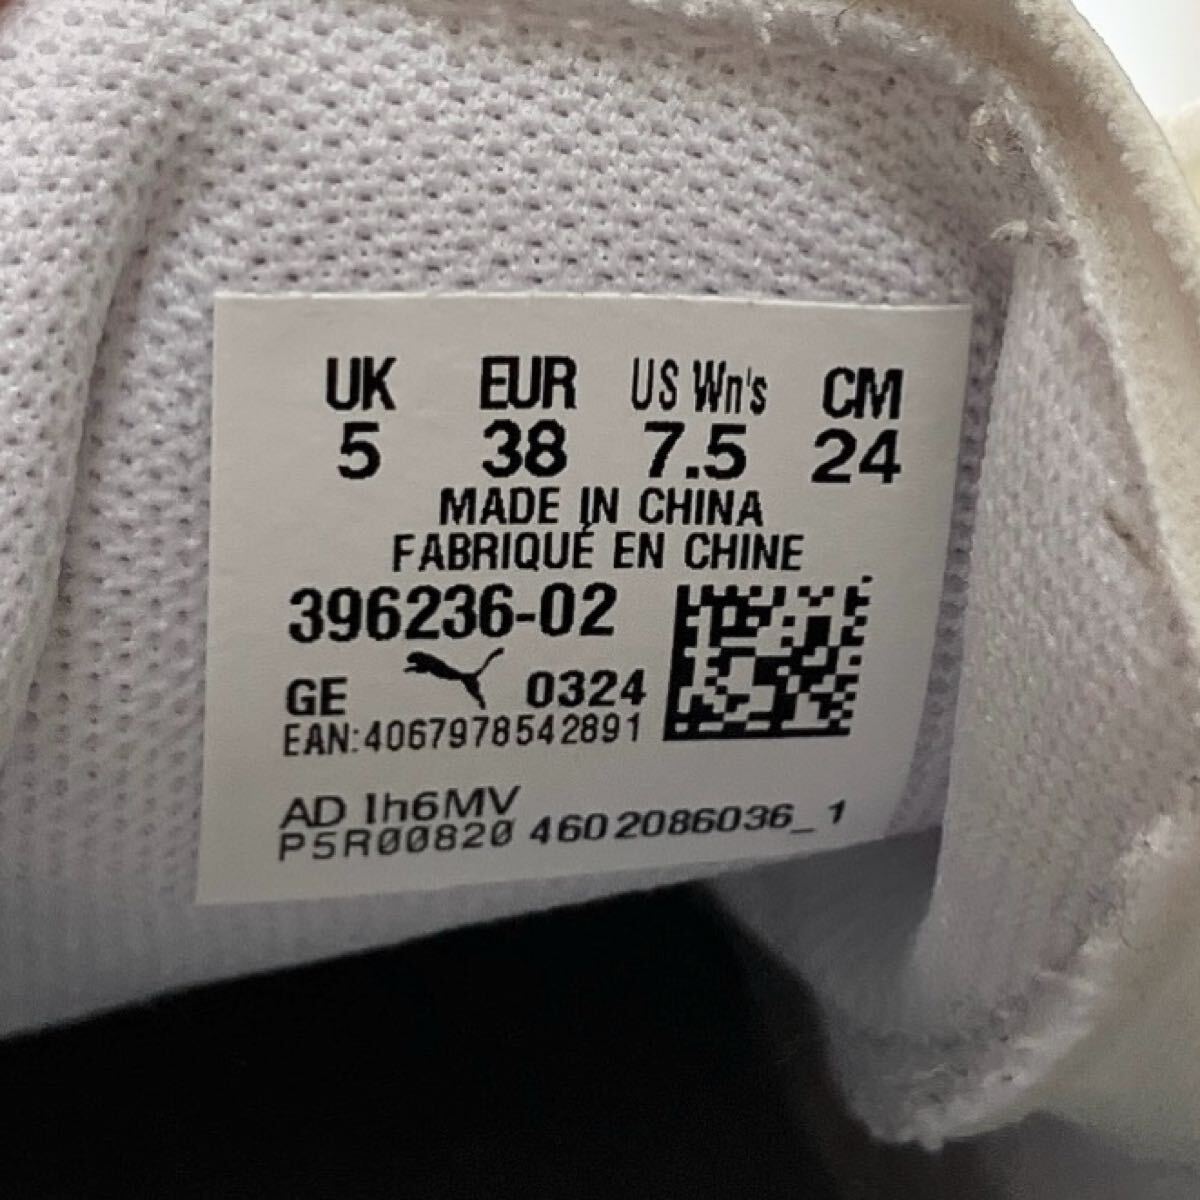 UK EUR US Wn's CM
5 38 7.5 24
MADE IN CHINA
FABRIQUÉ EN CHINE
396236-02
GE 0324
EAN:4067978542891
AD 1h6MV
P5R00820 4602086036_1